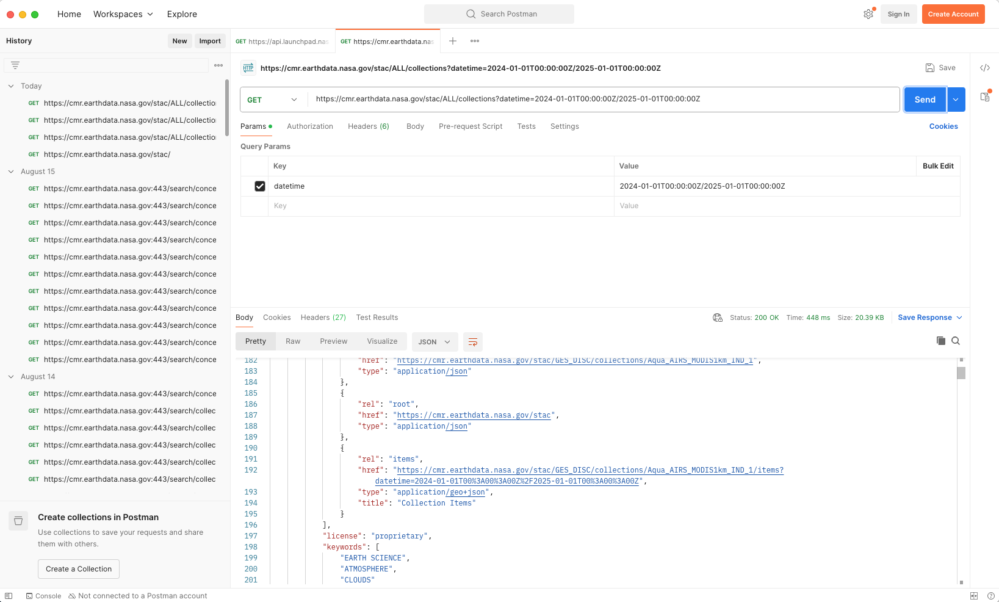 Home
Workspaces
Explore
Search Postman
Sign In
Create Account
History
New
Import
GET https://api.launchpad.nas
GET https://cmr.earthdata.nas
Today
GET https://cmr.earthdata.nasa.gov/stac/ALL/collection
GET https://cmr.earthdata.nasa.gov/stac/ALL/collection
GET https://cmr.earthdata.nasa.gov/stac/ALL/collection
GET https://cmr.earthdata.nasa.gov/stac/
August 15
GET https://cmr.earthdata.nasa.gov:443/search/conce
GET https://cmr.earthdata.nasa.gov:443/search/conce
GET https://cmr.earthdata.nasa.gov:443/search/conce
GET https://cmr.earthdata.nasa.gov:443/search/conce
GET https://cmr.earthdata.nasa.gov:443/search/conce
GET https://cmr.earthdata.nasa.gov:443/search/conce
GET https://cmr.earthdata.nasa.gov:443/search/conce
GET https://cmr.earthdata.nasa.gov:443/search/conce
GET https://cmr.earthdata.nasa.gov:443/search/conce
GET https://cmr.earthdata.nasa.gov:443/search/conce
GET https://cmr.earthdata.nasa.gov:443/search/conce
August 14
GET https://cmr.earthdata.nasa.gov:443/search/conce
GET https://cmr.earthdata.nasa.gov:443/search/collec
GET https://cmr.earthdata.nasa.gov:443/search/collec
GET https://cmr.earthdata.nasa.gov:443/search/collec
GET https://cmr.earthdata.nasa.gov:443/search/collec
GET https://cmr.earthdata.nasa.gov:443/search/collec
Create collections in Postman
Use collections to save your requests and share
them with others.
Create a Collection
HTTP https://cmr.earthdata.nasa.gov/stac/ALL/collections?datetime=2024-01-01T00:00:00Z/2025-01-01T00:00:00Z
Save
GET
https://cmr.earthdata.nasa.gov/stac/ALL/collections?datetime=2024-01-01T00:00:00Z/2025-01-01T00:00:00Z
Send
Params Authorization Headers (6) Body Pre-request Script Tests Settings
Cookies
Query Params
Key Value Bulk Edit
datetime 2024-01-01T00:00:00Z/2025-01-01T00:00:00Z
Key Value
Body Cookies Headers (27) Test Results
Status: 200 OK Time: 448 ms Size: 20.39 KB
Save Response
Pretty Raw Preview Visualize JSON
182 "href": "https://cmr.earthdata.nasa.gov/stac/GES_DISC/collections/Aqua_AIRS_MODIS1km_IND_1",
183 "type": "application/json"
184 },
185 {
186 "rel": "root",
187 "href": "https://cmr.earthdata.nasa.gov/stac",
188 "type": "application/json"
189 },
190 {
191 "rel": "items",
192 "href": "https://cmr.earthdata.nasa.gov/stac/GES_DISC/collections/Aqua_AIRS_MODIS1km_IND_1/items?
datetime=2024-01-01T00%3A00%3A00Z%2F2025-01-01T00%3A00%3A00Z",
193 "type": "application/geo+json",
194 "title": "Collection Items"
195 }
196 ],
197 "license": "proprietary",
198 "keywords": [
199 "EARTH SCIENCE",
200 "ATMOSPHERE",
201 "CLOUDS"
Console
Not connected to a Postman account